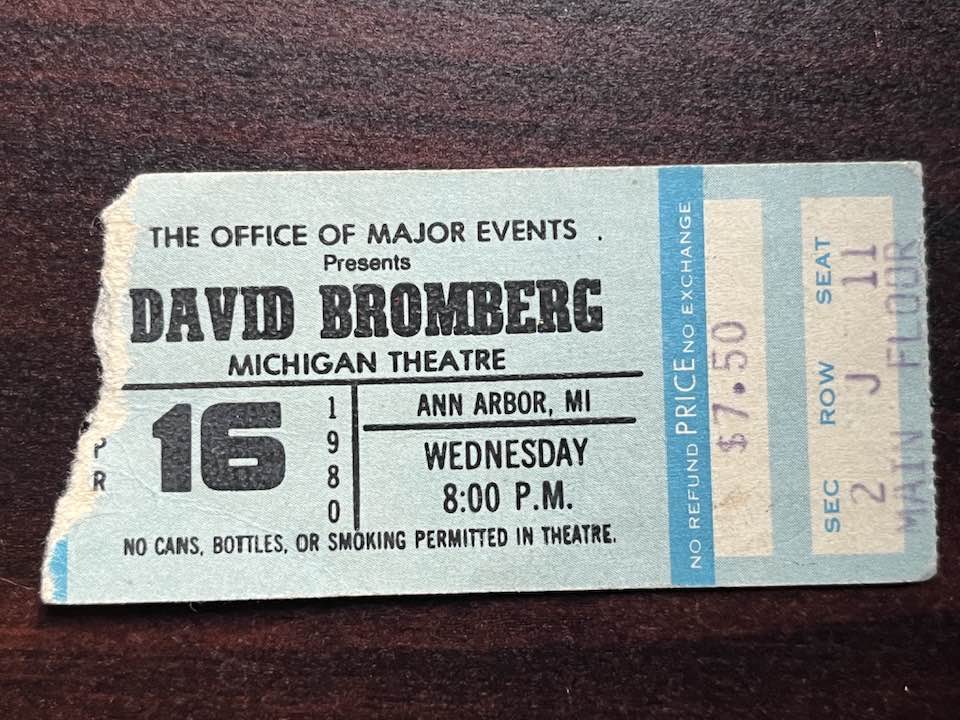 THE OFFICE OF MAJOR EVENTS .
Presents
DAVID BROMBERG
MICHIGAN THEATRE
PR
16
1980
ANN ARBOR, MI
WEDNESDAY
8:00 P.M.
NO CANS, BOTTLES, OR SMOKING PERMITTED IN THEATRE.
NO REFUND PRICE NO EXCHANGE
$7.50
SEC ROW SEAT
2 J 11
MAIN FLOOR